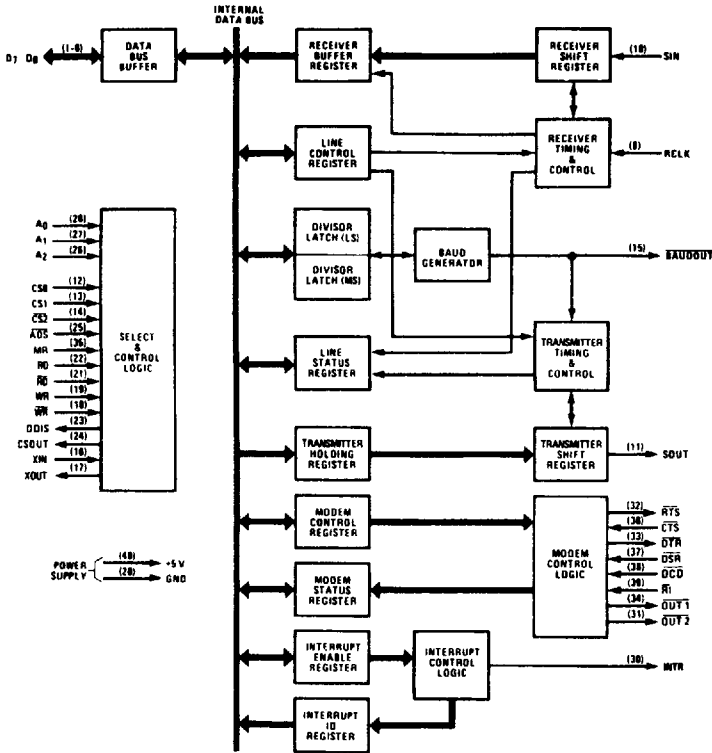 INTERNAL
DATA BUS
D7 D0
(1-8)
DATA
BUS
BUFFER
RECEIVER
BUFFER
REGISTER
RECEIVER
SHIFT
REGISTER
(10)
SIN
LINE
CONTROL
REGISTER
RECEIVER
TIMING
&
CONTROL
(9)
RCLK
A0 (28)
A1 (27)
A2 (26)
CS0 (12)
CS1 (13)
CS2 (14)
ADS (25)
MR (35)
RD (22)
RD (21)
WR (19)
WR (18)
DDIS (23)
CSOUT (24)
XIN (16)
XOUT (17)
SELECT
&
CONTROL
LOGIC
DIVISOR
LATCH (LS)
DIVISOR
LATCH (MS)
BAUD
GENERATOR
(15)
BAUDOUT
LINE
STATUS
REGISTER
TRANSMITTER
TIMING
&
CONTROL
TRANSMITTER
HOLDING
REGISTER
TRANSMITTER
SHIFT
REGISTER
(11)
SOUT
MODEM
CONTROL
REGISTER
MODEM
CONTROL
LOGIC
(32) RTS
(36) CTS
(33) DTR
(37) DSR
(38) DCD
(39) RI
(34) OUT 1
(31) OUT 2
POWER
SUPPLY
(40) +5 V
(20) GND
MODEM
STATUS
REGISTER
INTERRUPT
ENABLE
REGISTER
INTERRUPT
CONTROL
LOGIC
(30)
INTR
INTERRUPT
ID
REGISTER